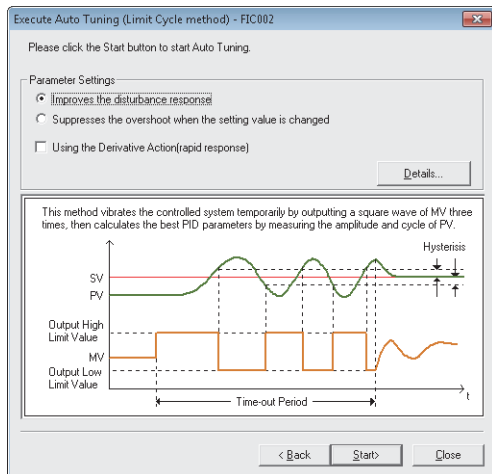 Execute Auto Tuning (Limit Cycle method) - FIC002
Please click the Start button to start Auto Tuning.
Parameter Settings
Improves the disturbance response
Suppresses the overshoot when the setting value is changed
Using the Derivative Action(rapid response)
Details...
This method vibrates the controlled system temporarily by outputting a square wave of MV three
times, then calculates the best PID parameters by measuring the amplitude and cycle of PV.
Hysterisis
SV
PV
Output High
Limit Value
MV
Output Low
Limit Value
Time-out Period
t
< Back
Start>
Close